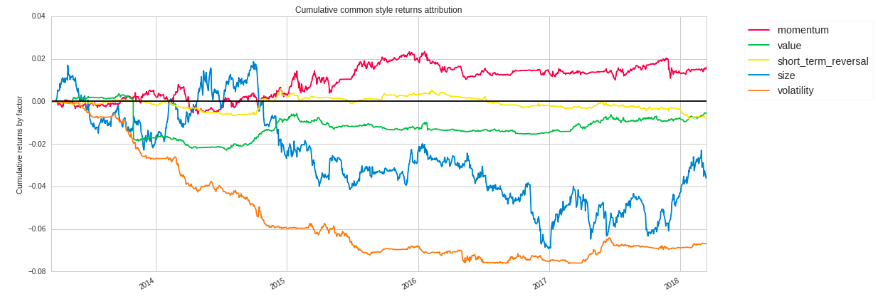 Cumulative common style returns attribution
Cumulative returns by factor
0.04
0.02
0.00
−0.02
−0.04
−0.06
−0.08
2014
2015
2016
2017
2018
momentum
value
short_term_reversal
size
volatility